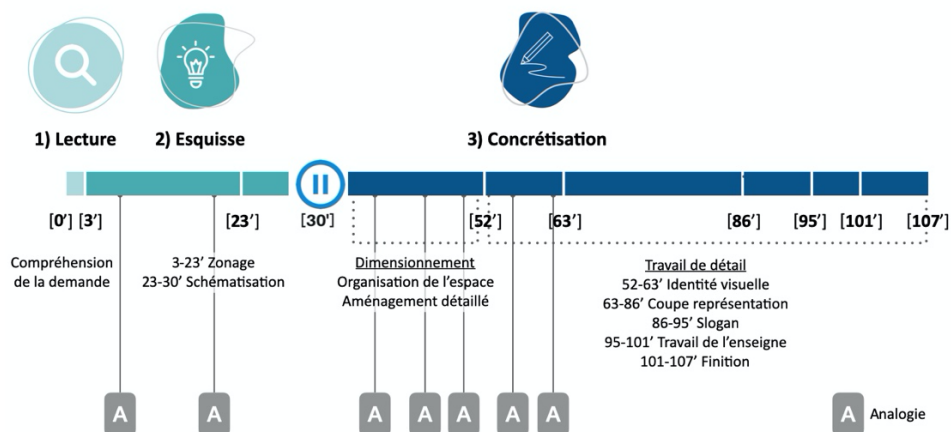 1) Lecture
2) Esquisse
3) Concrétisation
[0′] [3′] [23′] [30'] [52′] [63′] [86′] [95′] [101′] [107′]
Compréhension
de la demande
3-23′ Zonage
23-30′ Schématisation
Dimensionnement
Organisation de l’espace
Aménagement détaillé
Travail de détail
52-63′ Identité visuelle
63-86′ Coupe représentation
86-95′ Slogan
95-101′ Travail de l’enseigne
101-107′ Finition
A A A A A A A
A Analogie